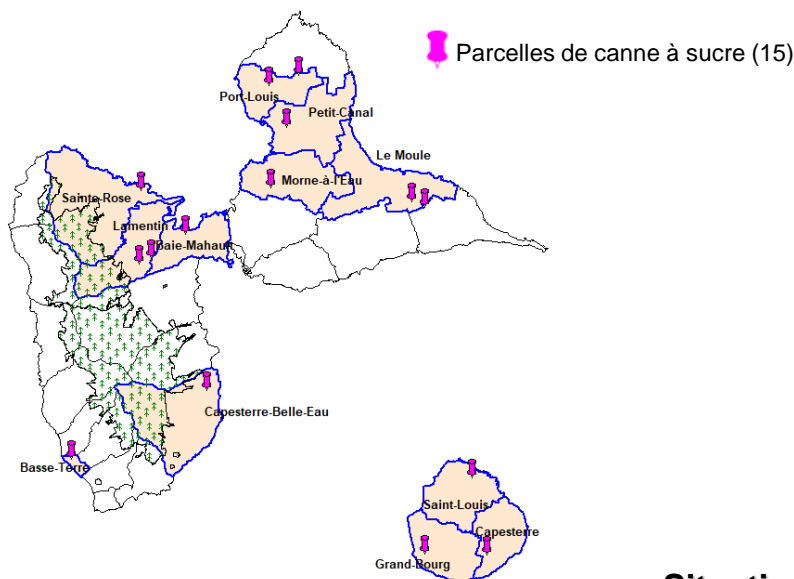 Parcelles de canne à sucre (15)
Port-Louis
Petit-Canal
Le Moule
Morne-à-l'Eau
Sainte-Rose
Lamentin
Baie-Mahault
Capesterre-Belle-Eau
Basse-Terre
Saint-Louis
Capesterre
Grand-Bourg